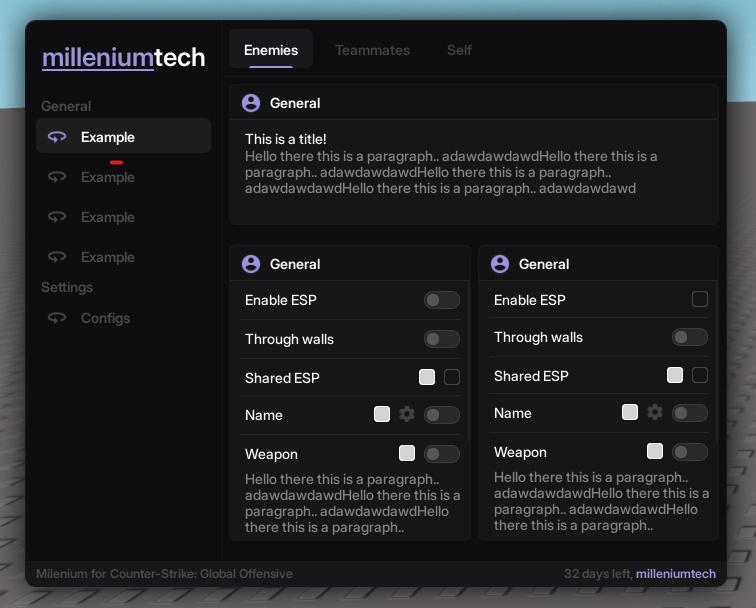 milleniumtech
General
Example
Example
Example
Example
Settings
Configs
Enemies
Teammates
Self
General
This is a title!
Hello there this is a paragraph.. adawdawdawdHello there this is a
paragraph.. adawdawdawdHello there this is a paragraph..
adawdawdawdHello there this is a paragraph.. adawdawdawd
General
Enable ESP
Through walls
Shared ESP
Name
Weapon
Hello there this is a paragraph..
adawdawdawdHello there this is a
paragraph.. adawdawdawdHello
there this is a paragraph..
General
Enable ESP
Through walls
Shared ESP
Name
Weapon
Hello there this is a paragraph..
adawdawdawdHello there this is a
paragraph.. adawdawdawdHello
there this is a paragraph..
Milenium for Counter-Strike: Global Offensive
32 days left, milleniumtech